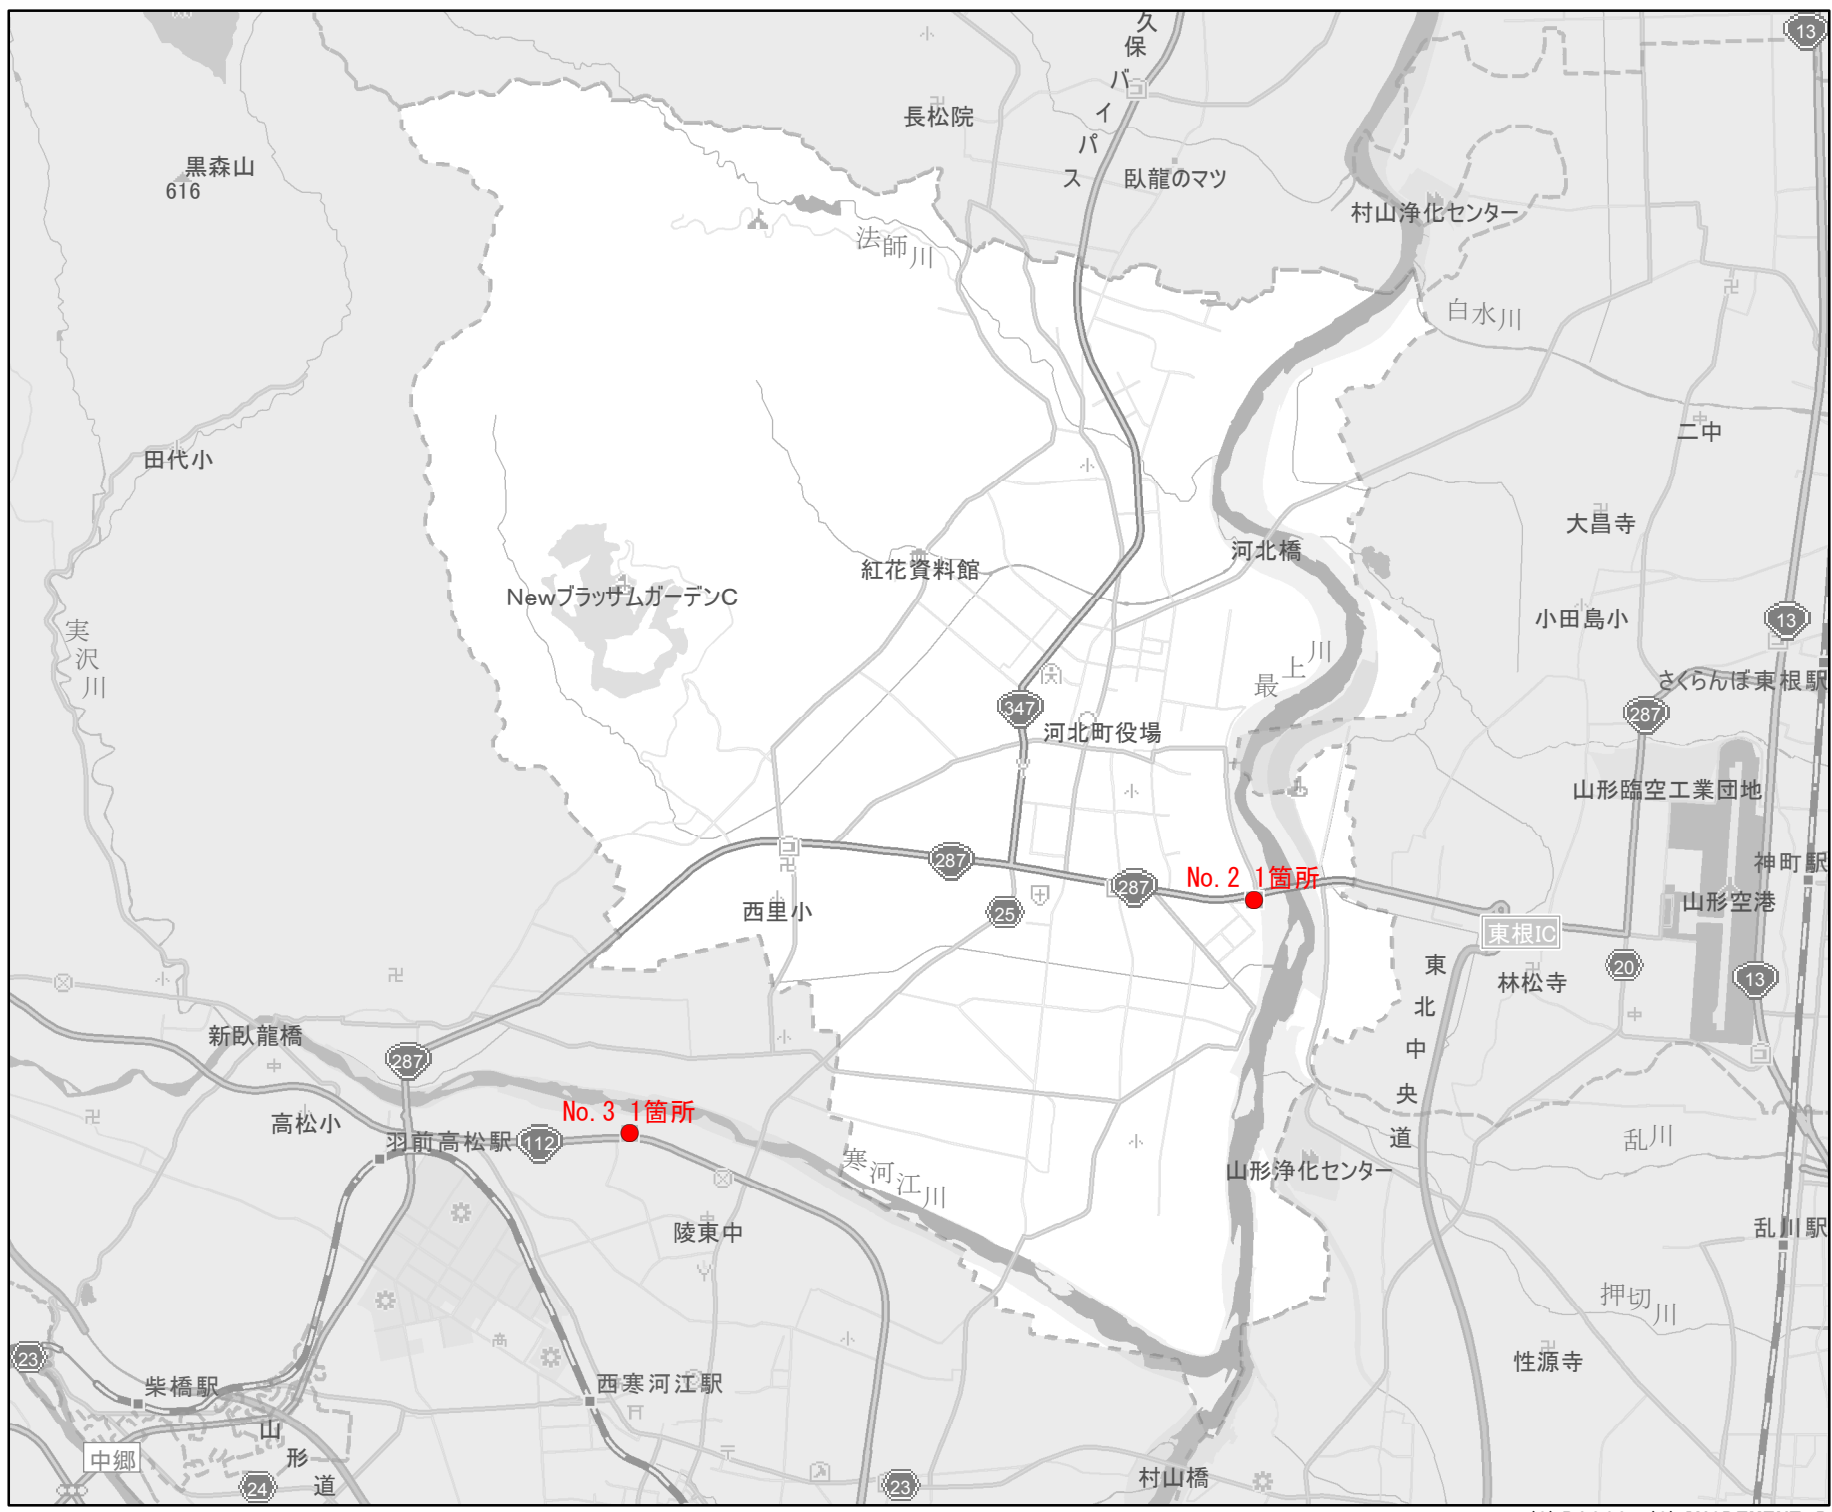 久保バイパス
13
長松院
黒森山
616
臥龍のマツ
村山浄化センター
法師川
白水川
二中
田代小
大昌寺
河北橋
紅花資料館
NewブラッサムガーデンC
小田島小
13
実沢川
最上川
さくらんぼ東根駅
347
287
河北町役場
山形臨空工業団地
287
神町駅
287
No.2 1箇所
山形空港
西里小
25
東根IC
20
13
林松寺
東北中央道
新臥龍橋
287
No.3 1箇所
高松小
羽前高松駅
112
乱川
寒河江川
山形浄化センター
陵東中
乱川駅
押切川
23
性源寺
柴橋駅
西寒河江駅
山形道
中郷
24
23
村山橋